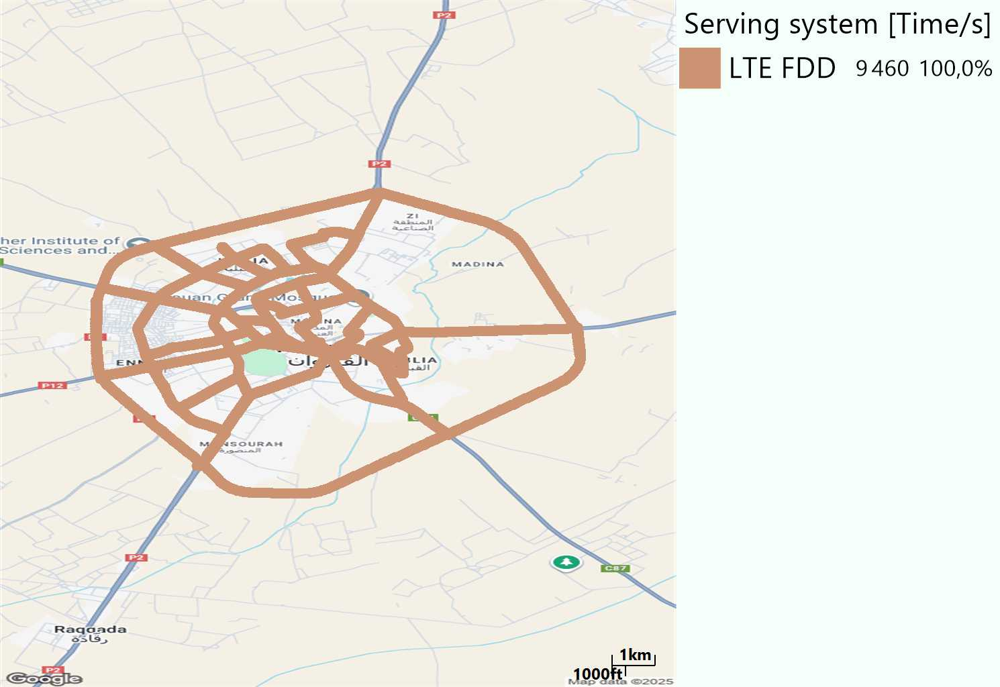 Serving system [Time/s]
LTE FDD 9 460 100,0%
P2
P2
ZI
المنطقة
الصناعية
her Institute of
Sciences and...
MADINA
P12
MANSOURAH
المنصورة
القيروان
P2
C87
Raqqada
رقادة
P2
1km
1000ft
Google
Map data ©2025